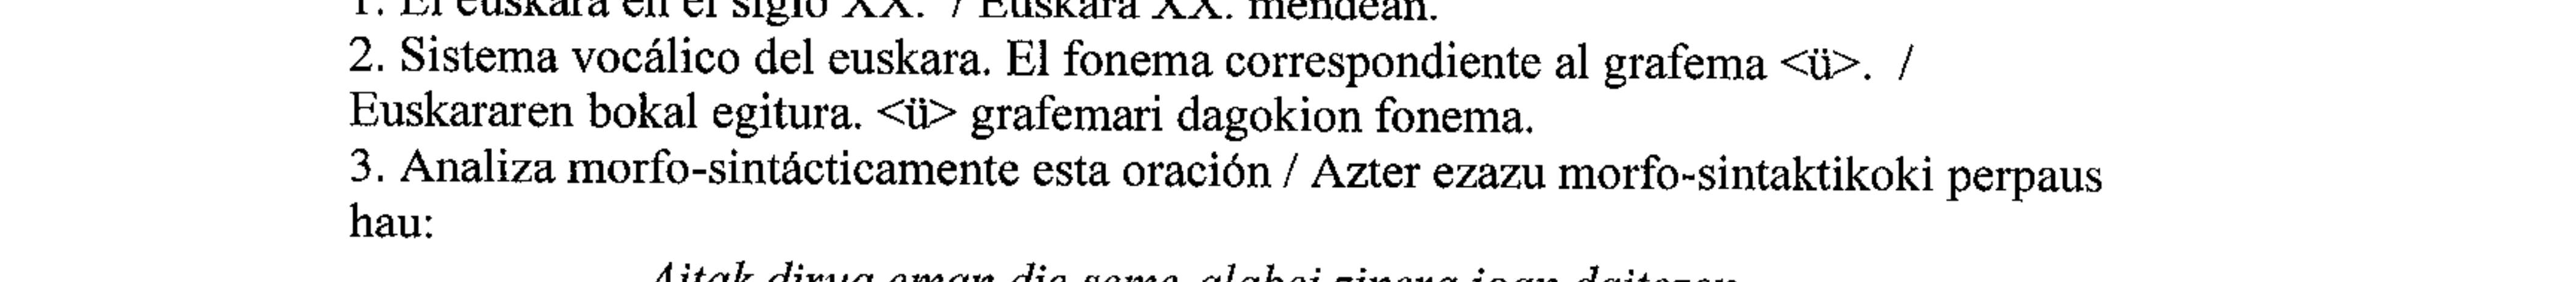 1. El euskara en el siglo XX. / Euskara XX. mendean.
2. Sistema vocálico del euskara. El fonema correspondiente al grafema <ü>. /
Euskararen bokal egitura. <ü> grafemari dagokion fonema.
3. Analiza morfo-sintácticamente esta oración / Azter ezazu morfo-sintaktikoki perpaus
hau:
Aitak dirua eman die seme-alabei zinera joan daitezen